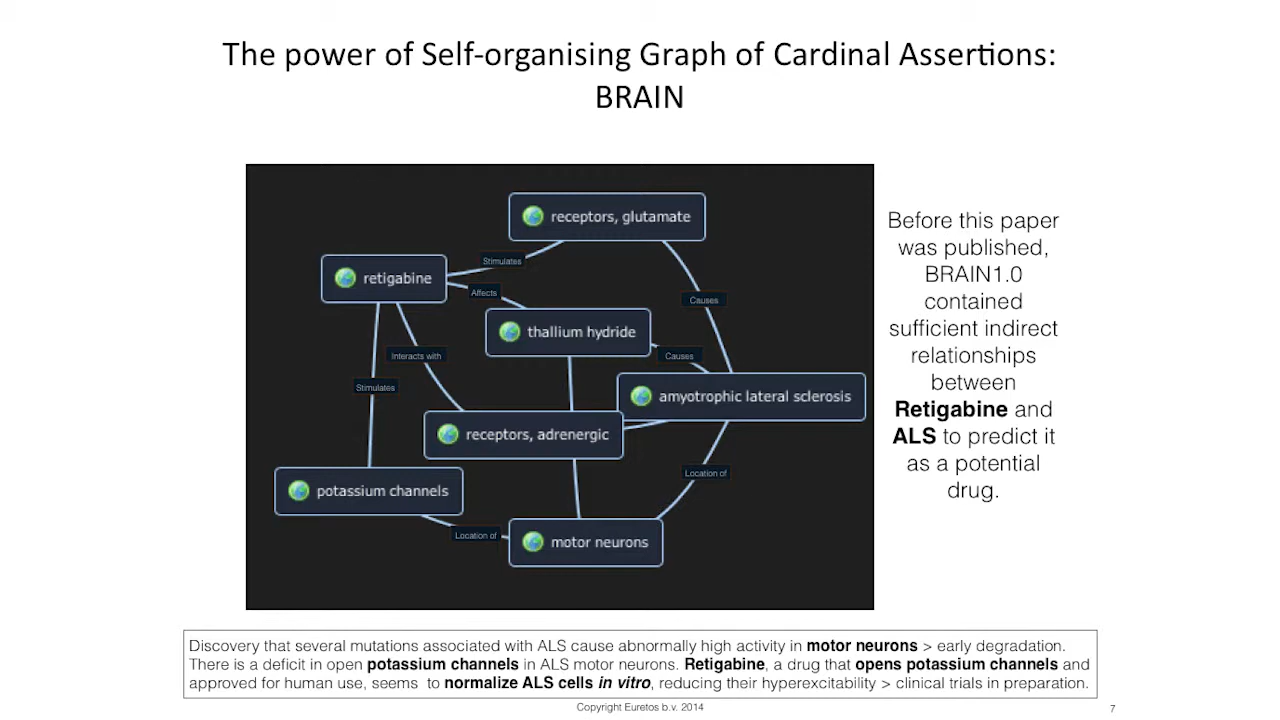 The power of Self-organising Graph of Cardinal Assertions:
BRAIN
receptors, glutamate
Stimulates
retigabine
Affects
Causes
thallium hydride
Interacts with
Causes
Stimulates
amyotrophic lateral sclerosis
receptors, adrenergic
Location of
potassium channels
Location of
motor neurons
Before this paper
was published,
BRAIN1.0
contained
sufficient indirect
relationships
between
Retigabine and
ALS to predict it
as a potential
drug.
Discovery that several mutations associated with ALS cause abnormally high activity in motor neurons > early degradation.
There is a deficit in open potassium channels in ALS motor neurons. Retigabine, a drug that opens potassium channels and
approved for human use, seems to normalize ALS cells in vitro, reducing their hyperexcitability > clinical trials in preparation.
Copyright Euretos b.v. 2014
7